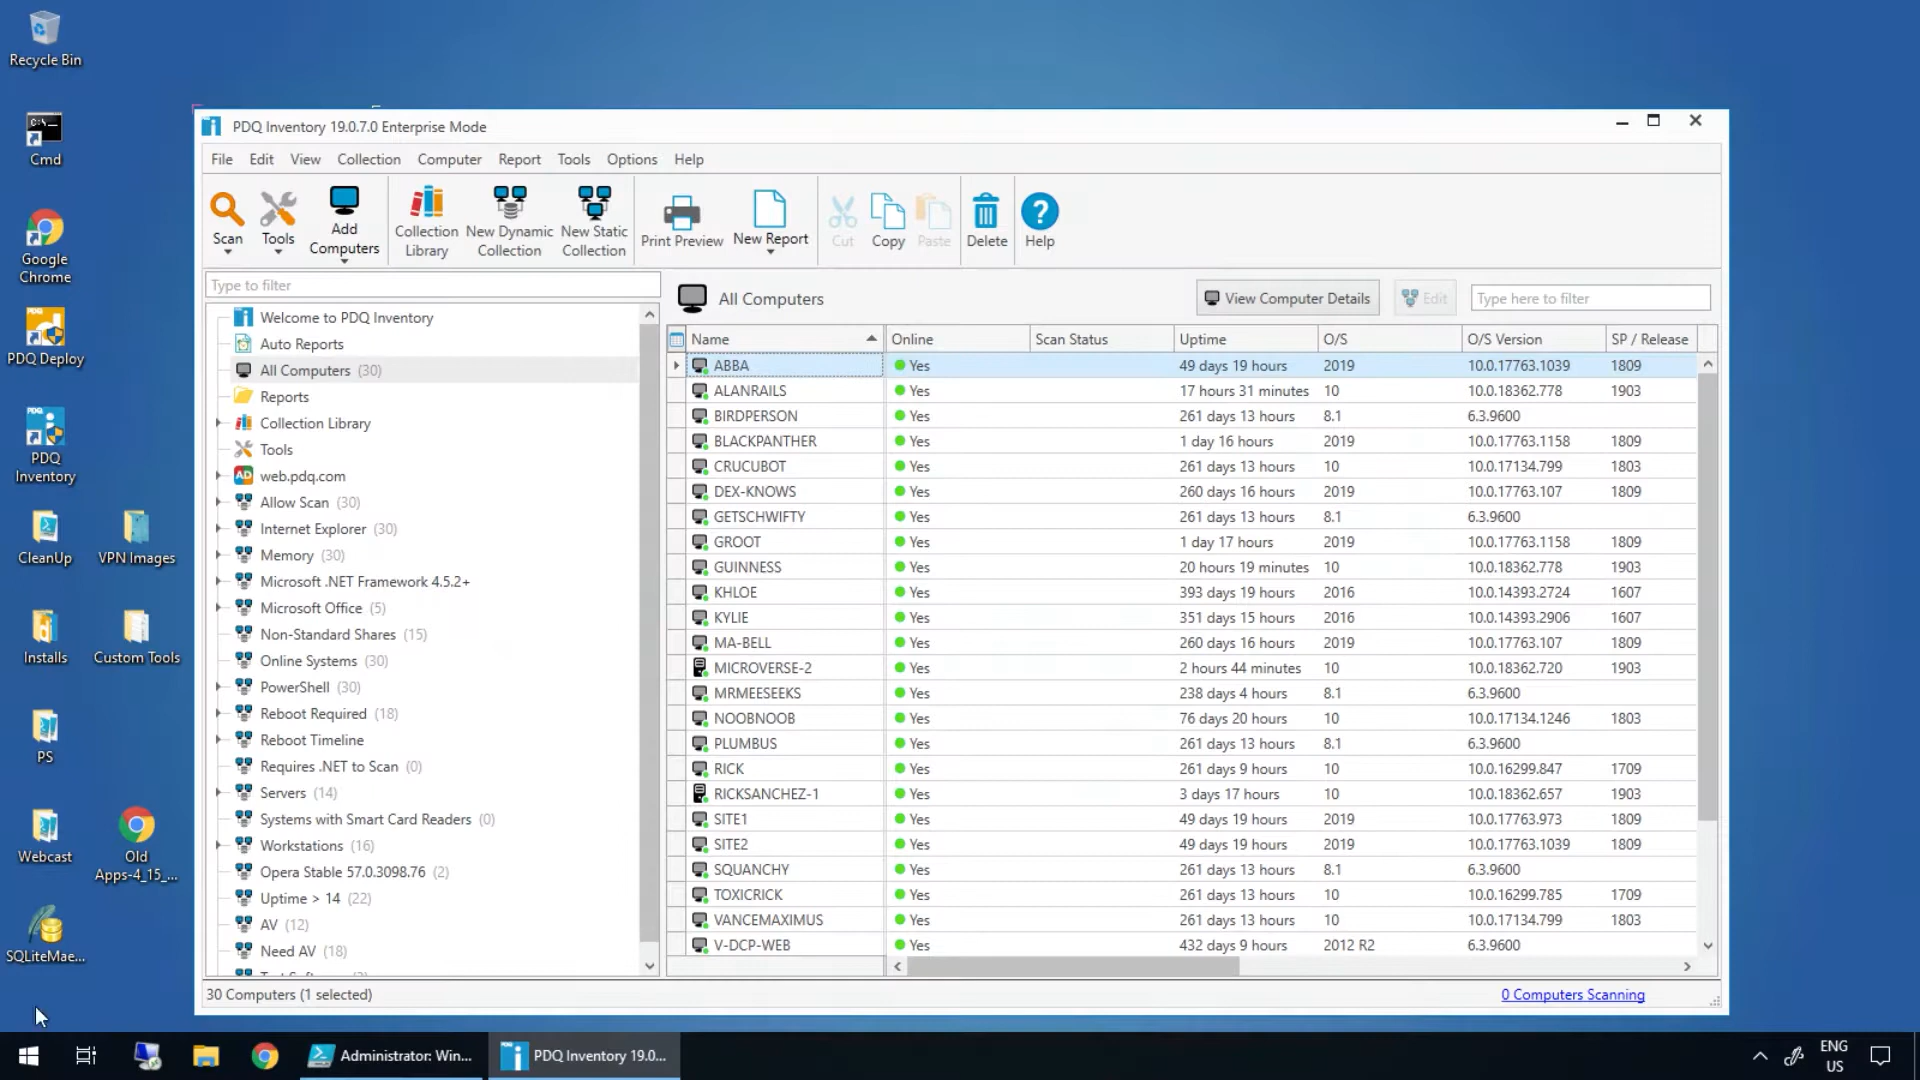 Recycle Bin
Cmd
Google
Chrome
PDQ Deploy
PDQ
Inventory
CleanUp
VPN Images
Installs
Custom Tools
PS
Webcast
Old
Apps-4_15_...
SQLiteMae...
PDQ Inventory 19.0.7.0 Enterprise Mode
File Edit View Collection Computer Report Tools Options Help
Scan
Tools
Add
Computers
Collection
Library
New Dynamic
Collection
New Static
Collection
Print Preview
New Report
Cut
Copy
Paste
Delete
Help
Type to filter
Welcome to PDQ Inventory
Auto Reports
All Computers (30)
Reports
Collection Library
Tools
AD web.pdq.com
Allow Scan (30)
Internet Explorer (30)
Memory (30)
Microsoft .NET Framework 4.5.2+
Microsoft Office (5)
Non-Standard Shares (15)
Online Systems (30)
PowerShell (30)
Reboot Required (18)
Reboot Timeline
Requires .NET to Scan (0)
Servers (14)
Systems with Smart Card Readers (0)
Workstations (16)
Opera Stable 57.0.3098.76 (2)
Uptime > 14 (22)
AV (12)
Need AV (18)
All Computers
View Computer Details
Edit
Type here to filter
Name Online Scan Status Uptime O/S O/S Version SP / Release
ABBA Yes 49 days 19 hours 2019 10.0.17763.1039 1809
ALANRAILS Yes 17 hours 31 minutes 10 10.0.18362.778 1903
BIRDPERSON Yes 261 days 13 hours 8.1 6.3.9600
BLACKPANTHER Yes 1 day 16 hours 2019 10.0.17763.1158 1809
CRUCUBOT Yes 261 days 13 hours 10 10.0.17134.799 1803
DEX-KNOWS Yes 260 days 16 hours 2019 10.0.17763.107 1809
GETSCHWIFTY Yes 261 days 13 hours 8.1 6.3.9600
GROOT Yes 1 day 17 hours 2019 10.0.17763.1158 1809
GUINNESS Yes 20 hours 19 minutes 10 10.0.18362.778 1903
KHLOE Yes 393 days 19 hours 2016 10.0.14393.2724 1607
KYLIE Yes 351 days 15 hours 2016 10.0.14393.2906 1607
MA-BELL Yes 260 days 16 hours 2019 10.0.17763.107 1809
MICROVERSE-2 Yes 2 hours 44 minutes 10 10.0.18362.720 1903
MRMEESEEKS Yes 238 days 4 hours 8.1 6.3.9600
NOOBNOOB Yes 76 days 20 hours 10 10.0.17134.1246 1803
PLUMBUS Yes 261 days 13 hours 8.1 6.3.9600
RICK Yes 261 days 9 hours 10 10.0.16299.847 1709
RICKSANCHEZ-1 Yes 3 days 17 hours 10 10.0.18362.657 1903
SITE1 Yes 49 days 19 hours 2019 10.0.17763.973 1809
SITE2 Yes 49 days 19 hours 2019 10.0.17763.1039 1809
SQUANCHY Yes 261 days 13 hours 8.1 6.3.9600
TOXICRICK Yes 261 days 13 hours 10 10.0.16299.785 1709
VANCEMAXIMUS Yes 261 days 13 hours 10 10.0.17134.799 1803
V-DCP-WEB Yes 432 days 9 hours 2012 R2 6.3.9600
30 Computers (1 selected)
0 Computers Scanning
Administrator: Win...
PDQ Inventory 19.0...
ENG
US